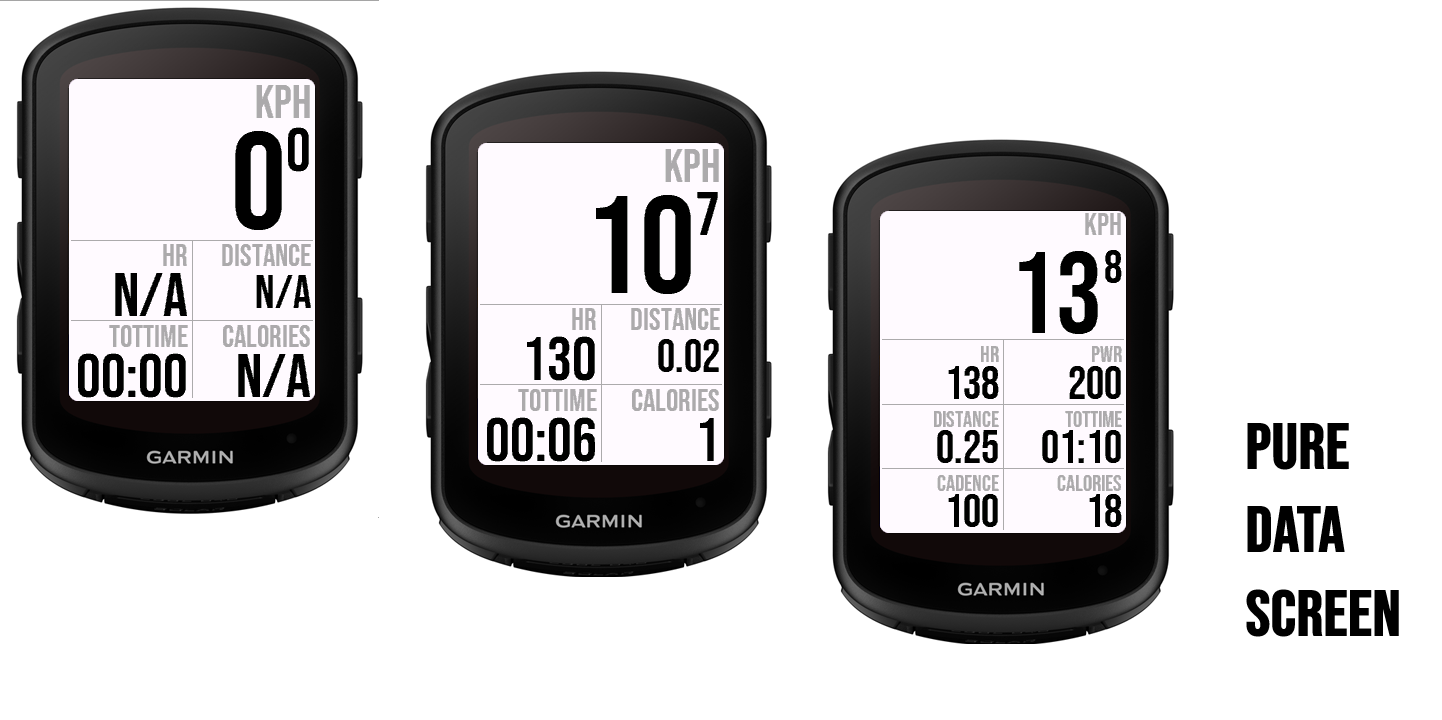 KPH
0⁰
HR DISTANCE
N/A N/A
TOTTIME CALORIES
00:00 N/A
GARMIN
KPH
10⁷
HR DISTANCE
130 0.02
TOTTIME CALORIES
00:06 1
GARMIN
KPH
13⁸
HR PWR
138 200
DISTANCE TOTTIME
0.25 01:10
CADENCE CALORIES
100 18
GARMIN
PURE
DATA
SCREEN